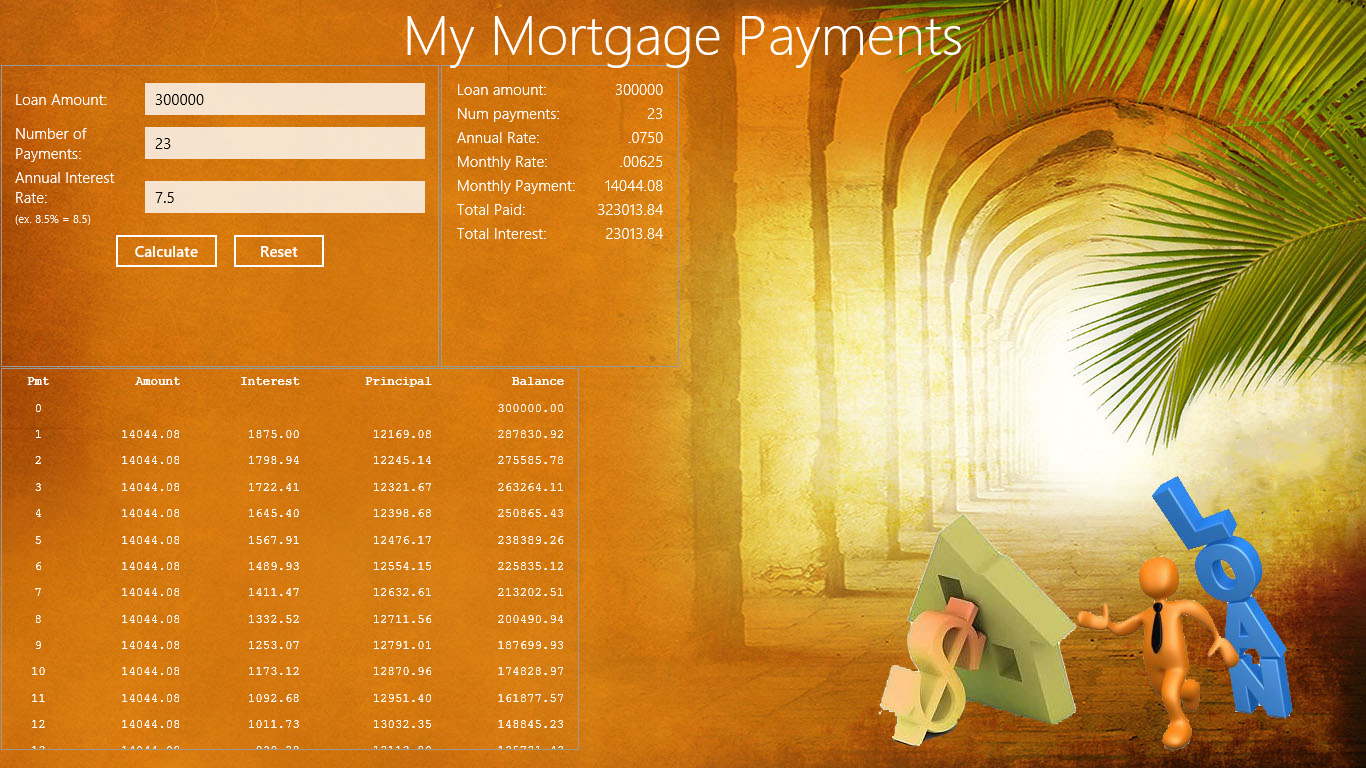 My Mortgage Payments
Loan Amount: 300000
Number of
Payments: 23
Annual Interest
Rate: 7.5
(ex. 8.5% = 8.5)
Calculate Reset
Loan amount: 300000
Num payments: 23
Annual Rate: .0750
Monthly Rate: .00625
Monthly Payment: 14044.08
Total Paid: 323013.84
Total Interest: 23013.84
Pmt Amount Interest Principal Balance
0 300000.00
1 14044.08 1875.00 12169.08 287830.92
2 14044.08 1798.94 12245.14 275585.78
3 14044.08 1722.41 12321.67 263264.11
4 14044.08 1645.40 12398.68 250865.43
5 14044.08 1567.91 12476.17 238389.26
6 14044.08 1489.93 12554.15 225835.12
7 14044.08 1411.47 12632.61 213202.51
8 14044.08 1332.52 12711.56 200490.94
9 14044.08 1253.07 12791.01 187699.93
10 14044.08 1173.12 12870.96 174828.97
11 14044.08 1092.68 12951.40 161877.57
12 14044.08 1011.73 13032.35 148845.23
LOAN
$